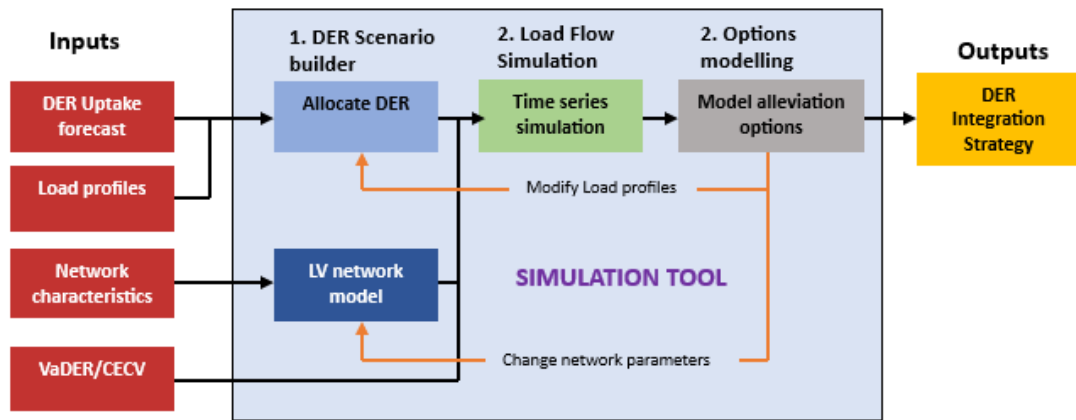 Inputs
1. DER Scenario
builder
2. Load Flow
Simulation
2. Options
modelling
Outputs
DER Uptake
forecast
Allocate DER
Time series
simulation
Model alleviation
options
DER
Integration
Strategy
Load profiles
Modify Load profiles
Network
characteristics
LV network
model
SIMULATION TOOL
VaDER/CECV
Change network parameters